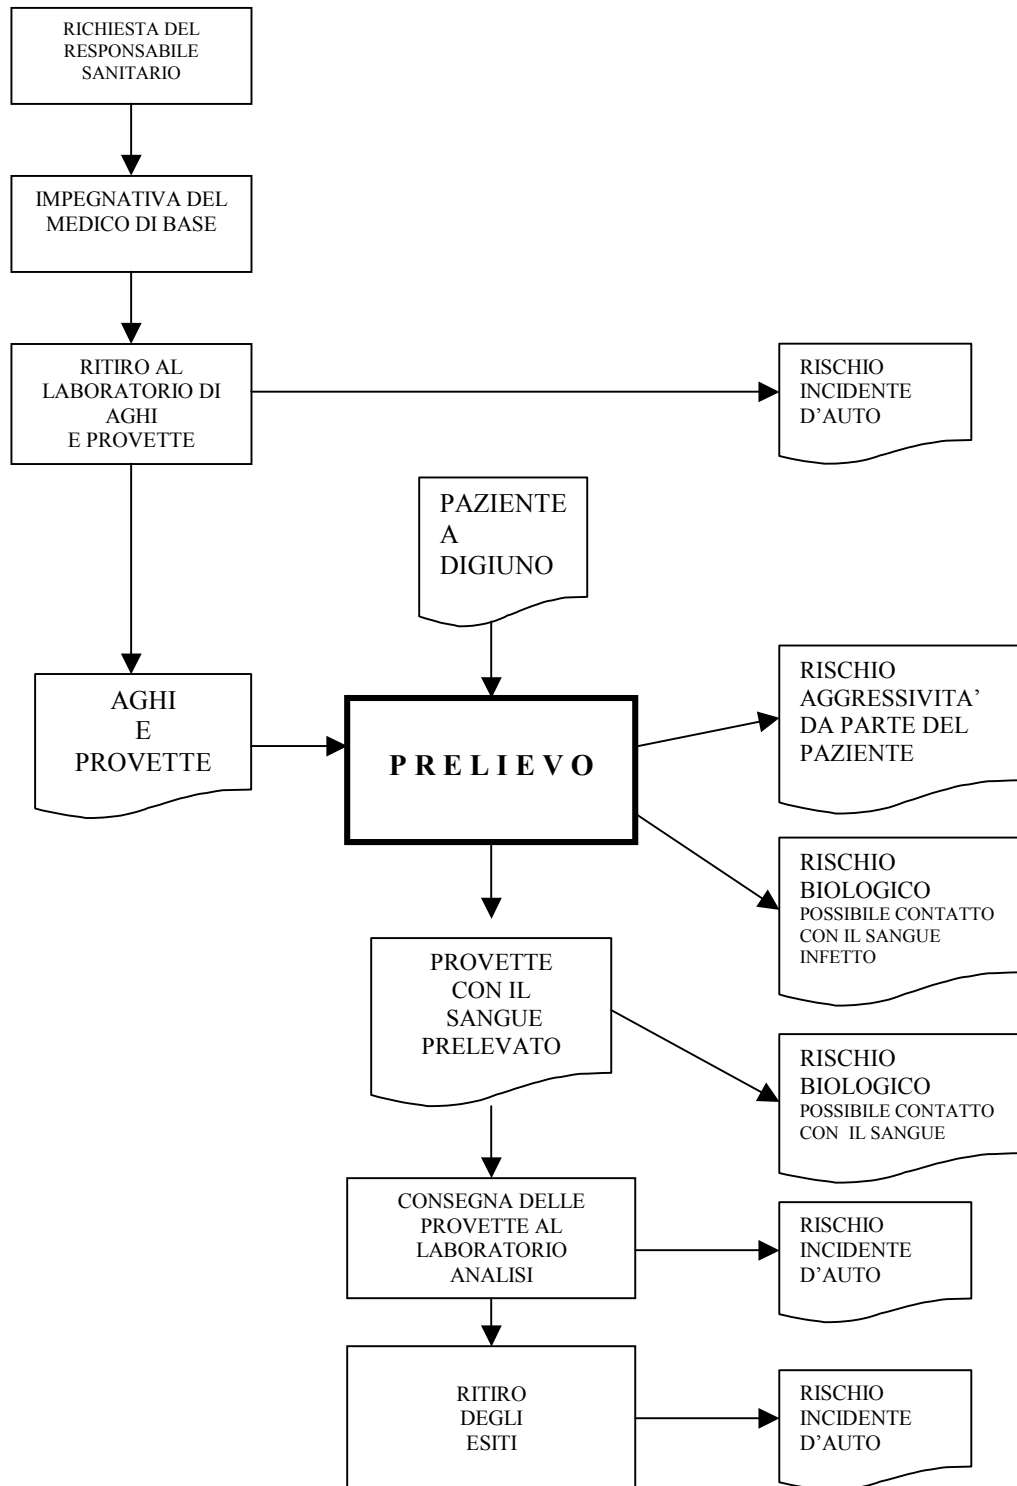 RICHIESTA DEL
RESPONSABILE
SANITARIO
IMPEGNATIVA DEL
MEDICO DI BASE
RITIRO AL
LABORATORIO DI
AGHI
E PROVETTE
RISCHIO
INCIDENTE
D’AUTO
PAZIENTE
A
DIGIUNO
AGHI
E
PROVETTE
P R E L I E V O
RISCHIO
AGGRESSIVITA’
DA PARTE DEL
PAZIENTE
RISCHIO
BIOLOGICO
POSSIBILE CONTATTO
CON IL SANGUE
INFETTO
PROVETTE
CON IL
SANGUE
PRELEVATO
RISCHIO
BIOLOGICO
POSSIBILE CONTATTO
CON IL SANGUE
CONSEGNA DELLE
PROVETTE AL
LABORATORIO
ANALISI
RISCHIO
INCIDENTE
D’AUTO
RITIRO
DEGLI
ESITI
RISCHIO
INCIDENTE
D’AUTO